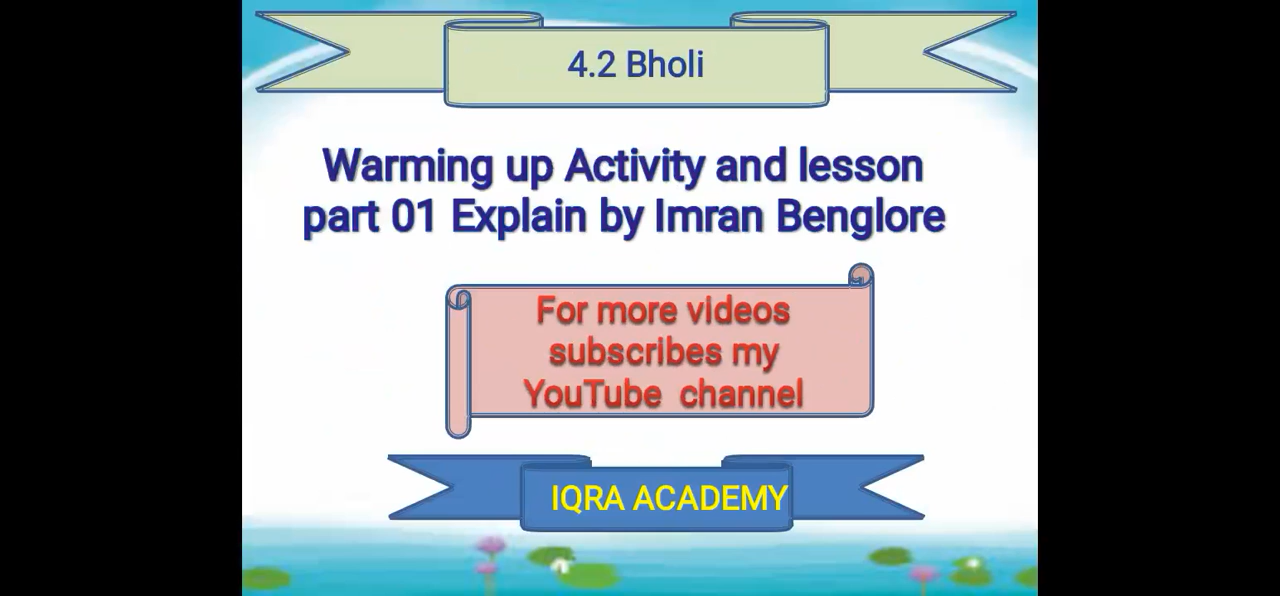 4.2 Bholi
Warming up Activity and lesson
part 01 Explain by Imran Benglore
For more videos
subscribes my
YouTube channel
IQRA ACADEMY